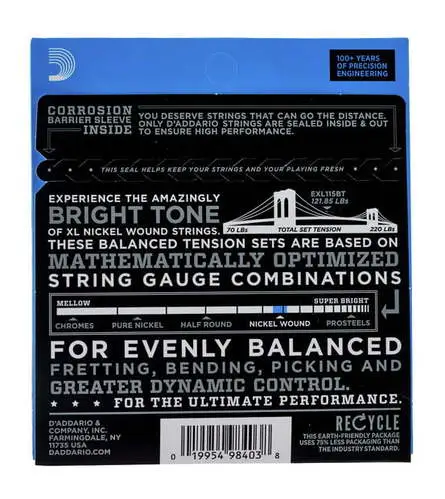 100+ YEARS
OF PRECISION
ENGINEERING
CORROSION
BARRIER SLEEVE
INSIDE
YOU DESERVE STRINGS THAT CAN GO THE DISTANCE.
ONLY D'ADDARIO STRINGS ARE SEALED INSIDE & OUT
TO ENSURE HIGH PERFORMANCE.
THIS SEAL HELPS KEEP YOUR STRINGS AND YOUR PLAYING FRESH
EXPERIENCE THE AMAZINGLY
BRIGHT TONE
OF XL NICKEL WOUND STRINGS.
EXL115BT
121.85 LBs
70 LBs TOTAL SET TENSION 220 LBs
THESE BALANCED TENSION SETS ARE BASED ON
MATHEMATICALLY OPTIMIZED
STRING GAUGE COMBINATIONS
MELLOW SUPER BRIGHT
CHROMES PURE NICKEL HALF ROUND NICKEL WOUND PROSTEELS
FOR EVENLY BALANCED
FRETTING, BENDING, PICKING AND
GREATER DYNAMIC CONTROL.
FOR THE ULTIMATE PERFORMANCE.
D'ADDARIO &
COMPANY, INC.
FARMINGDALE, NY
11735 USA
DADDARIO.COM
0 19954 98403 8
RECYCLE
THIS EARTH-FRIENDLY PACKAGE
USES 75% LESS PACKAGING THAN
THE INDUSTRY STANDARD.